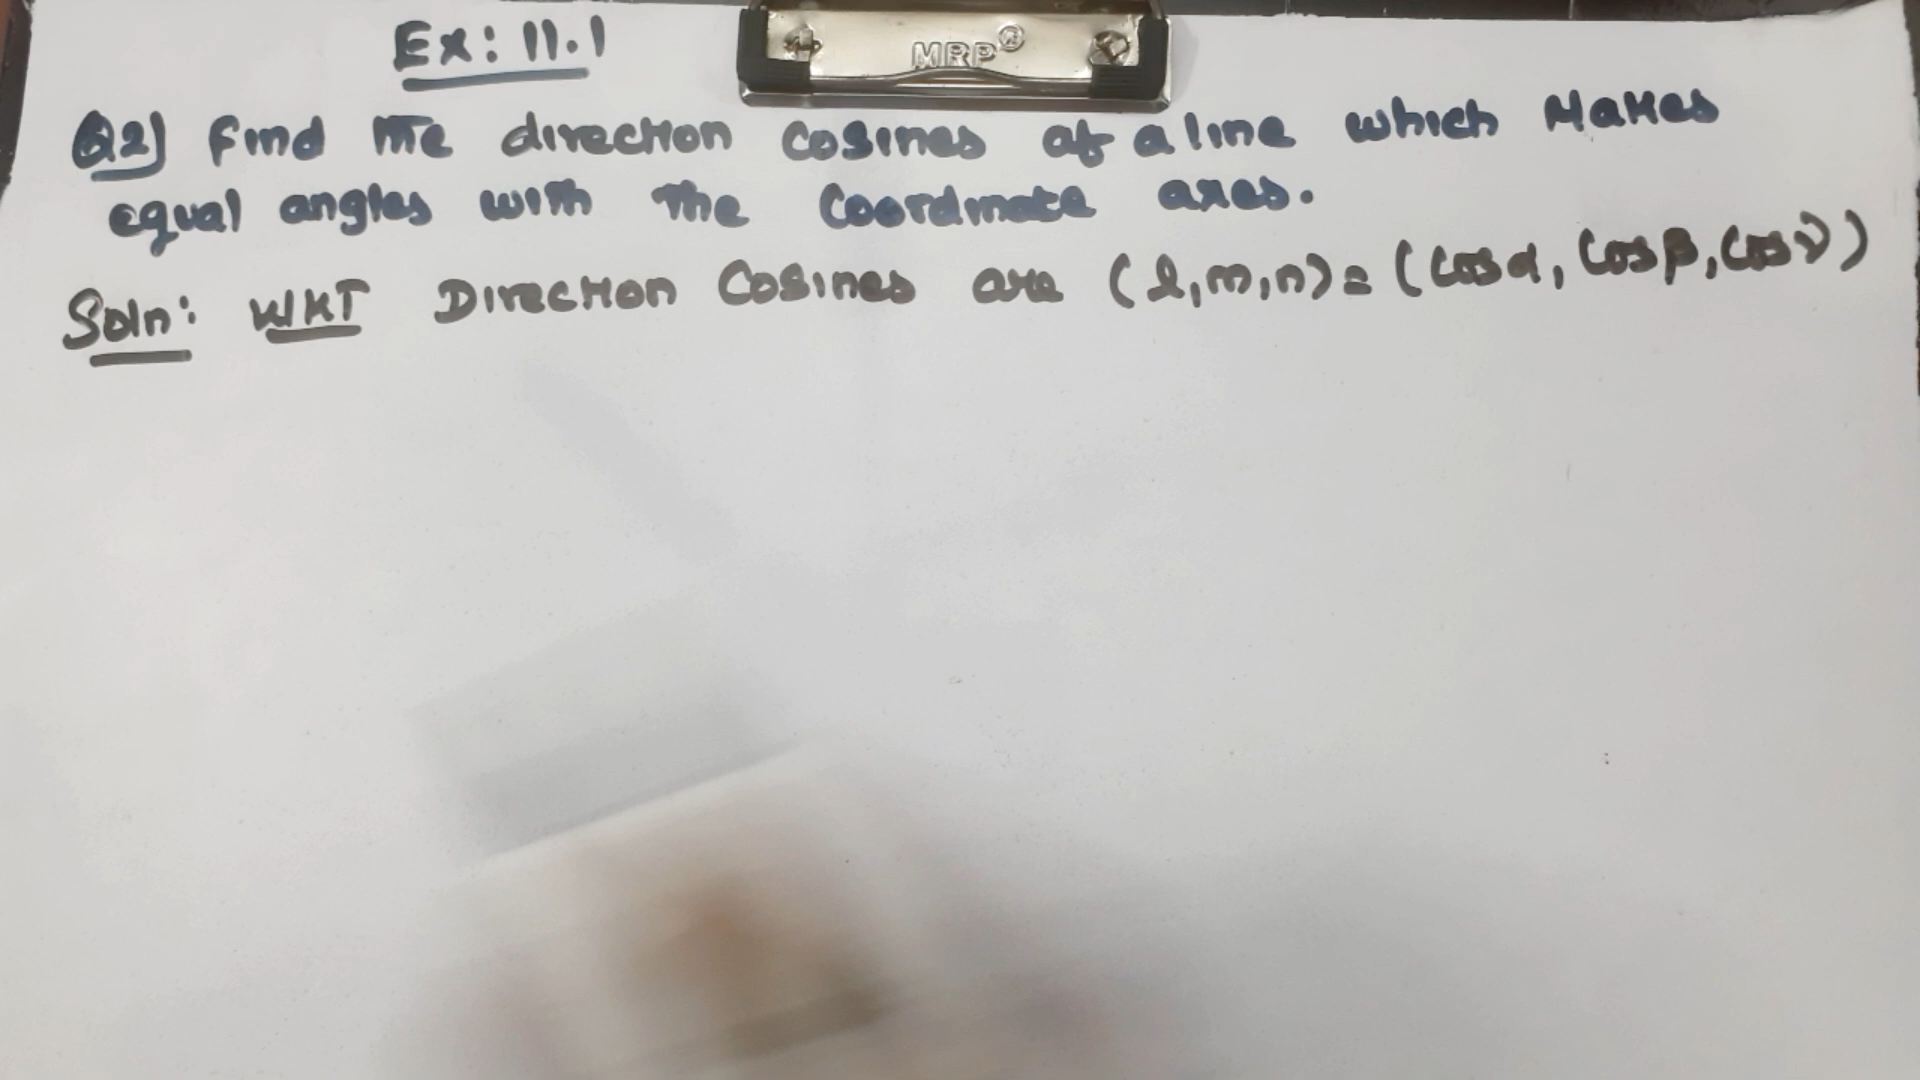 Ex: 11.1
MRP®
Q2) Find the direction cosines of a line which Makes
equal angles with the Coordinate axes.
Soln: WKT Direction Cosines are (l,m,n) = (Cosα, Cosβ, Cosγ)